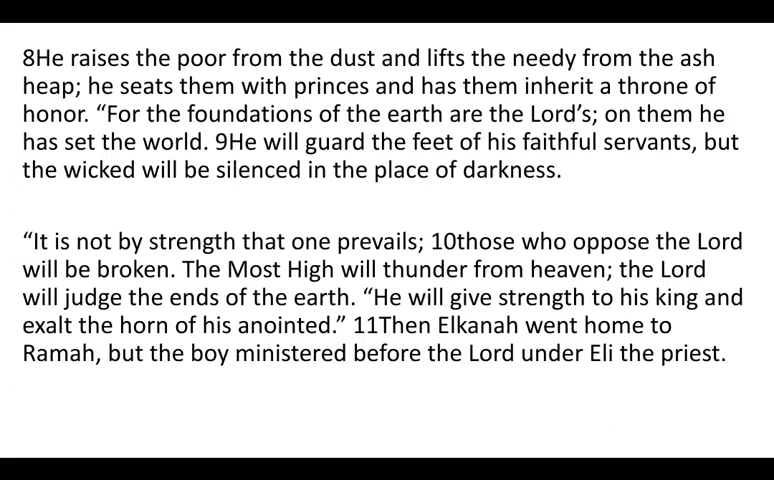 8He raises the poor from the dust and lifts the needy from the ash
heap; he seats them with princes and has them inherit a throne of
honor. “For the foundations of the earth are the Lord’s; on them he
has set the world. 9He will guard the feet of his faithful servants, but
the wicked will be silenced in the place of darkness.
“It is not by strength that one prevails; 10those who oppose the Lord
will be broken. The Most High will thunder from heaven; the Lord
will judge the ends of the earth. “He will give strength to his king and
exalt the horn of his anointed.” 11Then Elkanah went home to
Ramah, but the boy ministered before the Lord under Eli the priest.